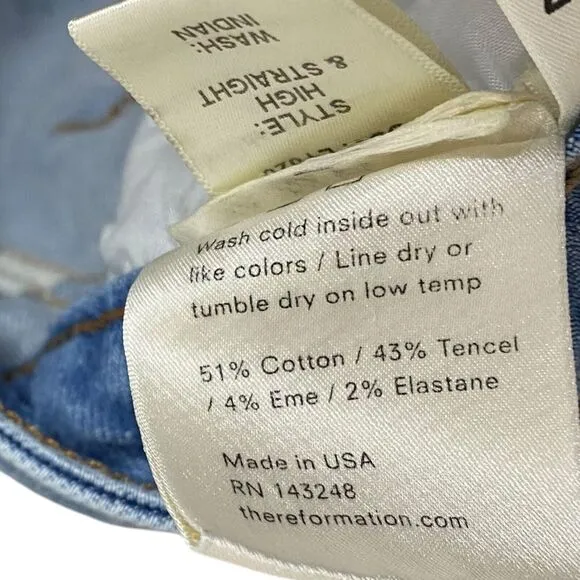 WASH:
INDIAN
STYLE:
HIGH
& STRAIGHT
Wash cold inside out with
like colors / Line dry or
tumble dry on low temp
51% Cotton / 43% Tencel
/ 4% Eme / 2% Elastane
Made in USA
RN 143248
thereformation.com